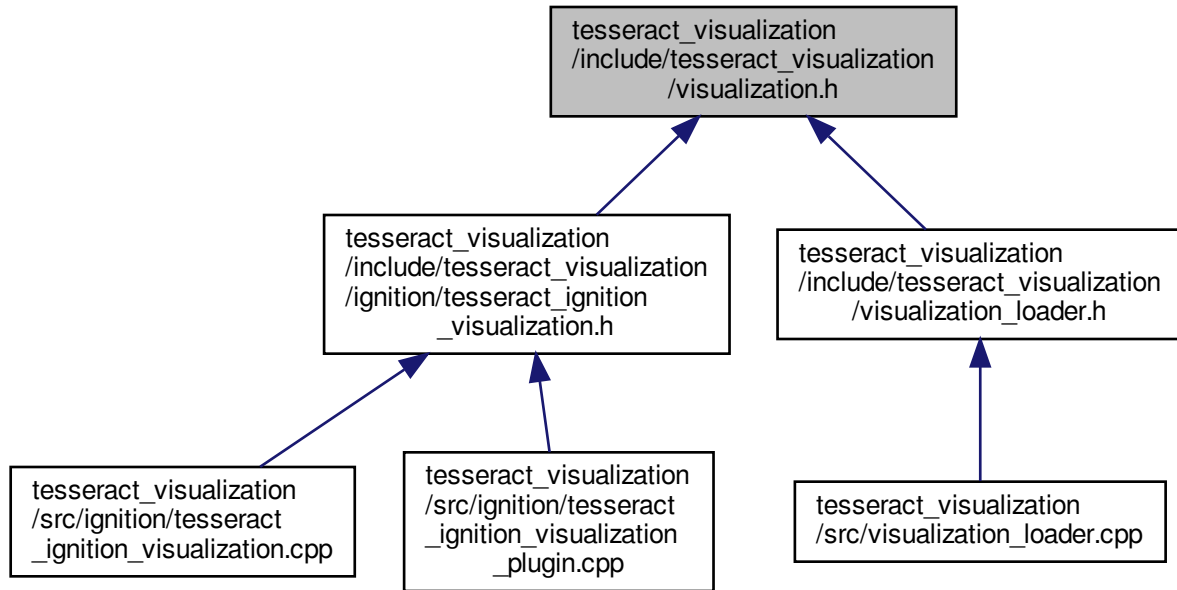 tesseract_visualization
/include/tesseract_visualization
/visualization.h
tesseract_visualization
/include/tesseract_visualization
/ignition/tesseract_ignition
_visualization.h
tesseract_visualization
/include/tesseract_visualization
/visualization_loader.h
tesseract_visualization
/src/ignition/tesseract
_ignition_visualization.cpp
tesseract_visualization
/src/ignition/tesseract
_ignition_visualization
_plugin.cpp
tesseract_visualization
/src/visualization_loader.cpp